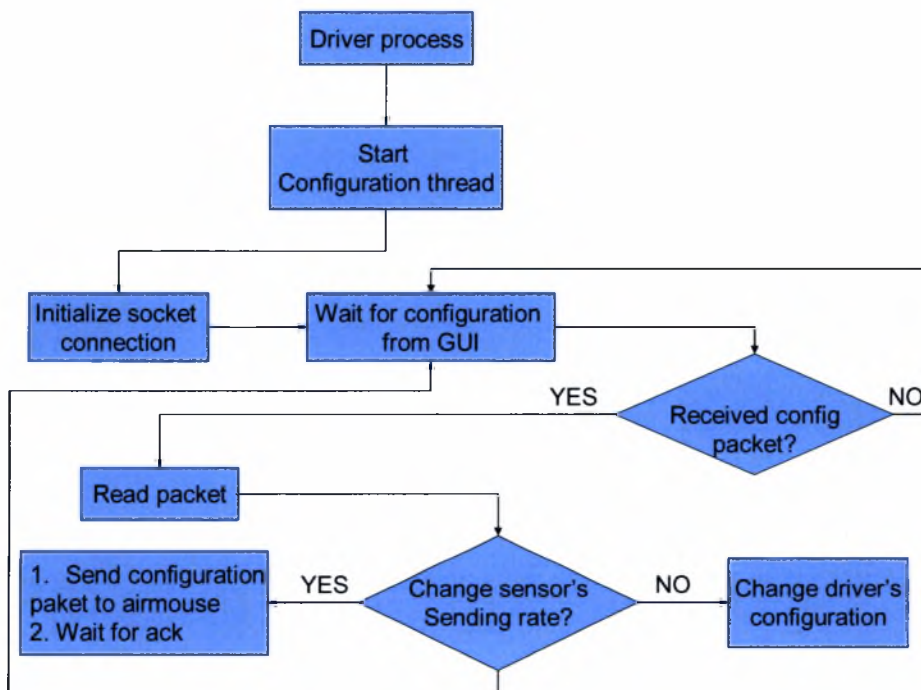 Driver process
Start
Configuration thread
Initialize socket
connection
Wait for configuration
from GUI
YES
NO
Received config
packet?
Read packet
1. Send configuration
paket to airmouse
2. Wait for ack
YES
Change sensor's
Sending rate?
NO
Change driver's
configuration